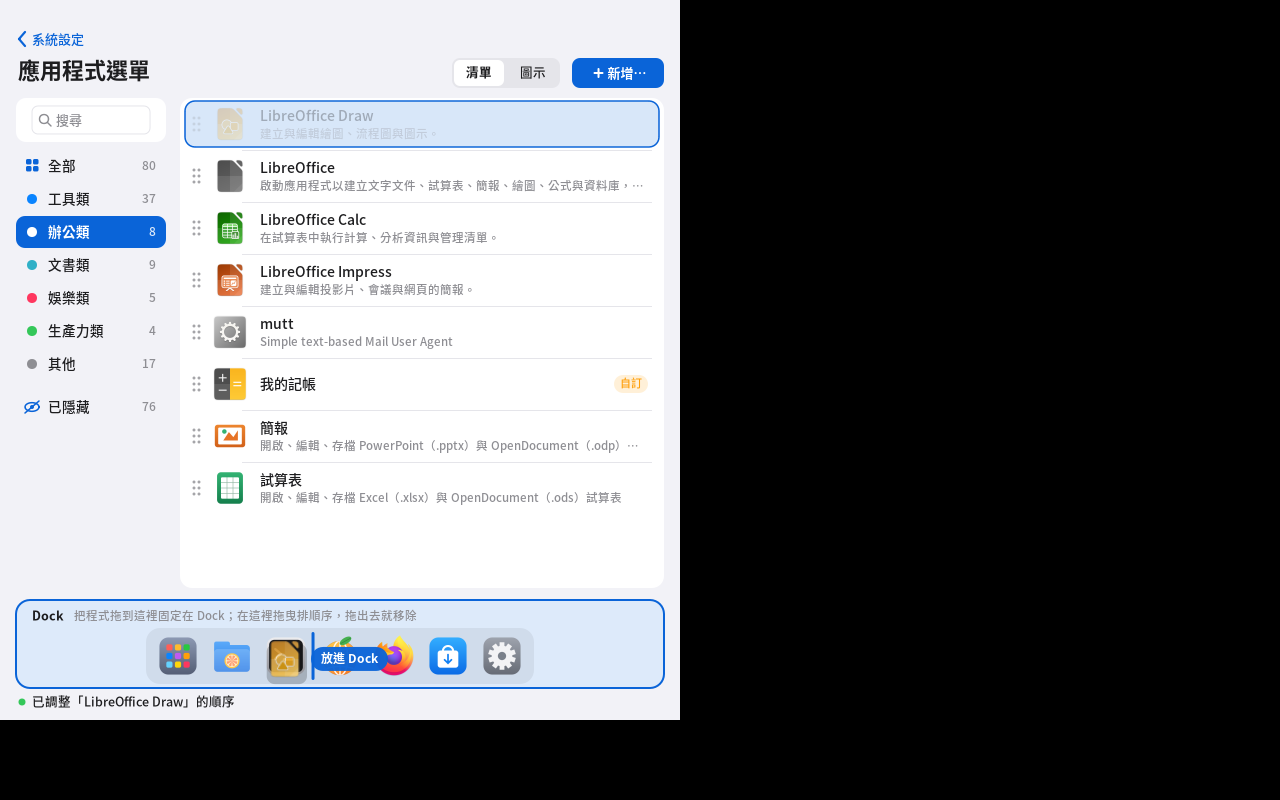 系統設定
應用程式選單
清單
圖示
+ 新增…
搜尋
全部 80
工具類 37
辦公類 8
文書類 9
娛樂類 5
生產力類 4
其他 17
已隱藏 76
LibreOffice Draw
建立與編輯繪圖、流程圖與圖示。
LibreOffice
啟動應用程式以建立文字文件、試算表、簡報、繪圖、公式與資料庫，…
LibreOffice Calc
在試算表中執行計算、分析資訊與管理清單。
LibreOffice Impress
建立與編輯投影片、會議與網頁的簡報。
mutt
Simple text-based Mail User Agent
我的記帳
自訂
簡報
開啟、編輯、存檔 PowerPoint（.pptx）與 OpenDocument（.odp）…
試算表
開啟、編輯、存檔 Excel（.xlsx）與 OpenDocument（.ods）試算表
Dock 把程式拖到這裡固定在 Dock；在這裡拖曳排順序，拖出去就移除
放進 Dock
已調整「LibreOffice Draw」的順序